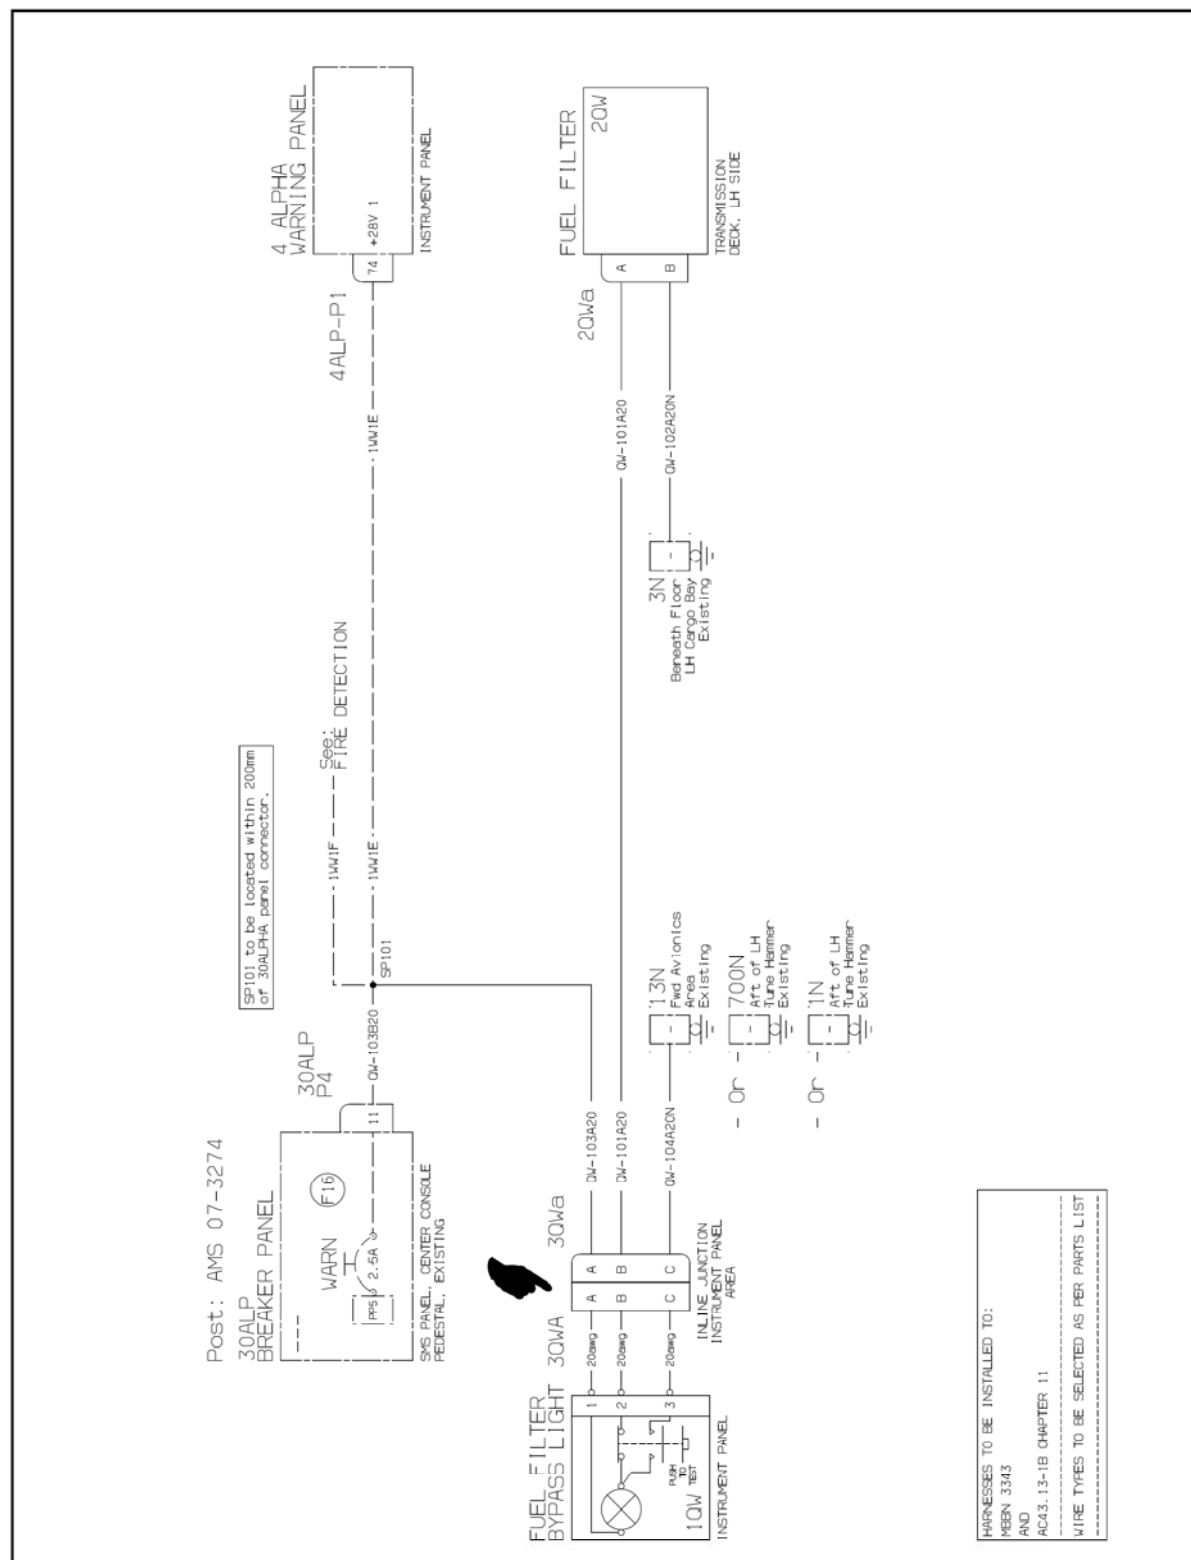 Post: AMS 07-3274
30ALP
BREAKER PANEL
WARN
F16
PP5
2.5A
11
SMS PANEL, CENTER CONSOLE
PEDESTAL, EXISTING
30ALP
P4
QW-103B20
SP101 to be located within 200mm
of 30ALPHA panel connector.
SP101
1WW1F
See:
FIRE DETECTION
1WW1E
1WW1E
4ALP-P1
4 ALPHA
WARNING PANEL
74
+28V 1
INSTRUMENT PANEL
FUEL FILTER
BYPASS LIGHT
1
2
3
PUSH
TO
TEST
1QW
INSTRUMENT PANEL
20awg
20awg
20awg
3QWA
3QWa
A
A
B
B
C
C
INLINE JUNCTION
INSTRUMENT PANEL
AREA
QW-103A20
QW-101A20
QW-104A20N
13N
Fwd Avionics
Area
Existing
- Or -
700N
Aft of LH
Tune Hammer
Existing
- Or -
1N
Aft of LH
Tune Hammer
Existing
3N
Beneath Floor
LH Cargo Bay
Existing
QW-101A20
QW-102A20N
2QWa
A
B
FUEL FILTER
2QW
TRANSMISSION
DECK, LH SIDE
HARNESSES TO BE INSTALLED TO:
MBBN 3343
AND
AC43.13-1B CHAPTER 11
WIRE TYPES TO BE SELECTED AS PER PARTS LIST